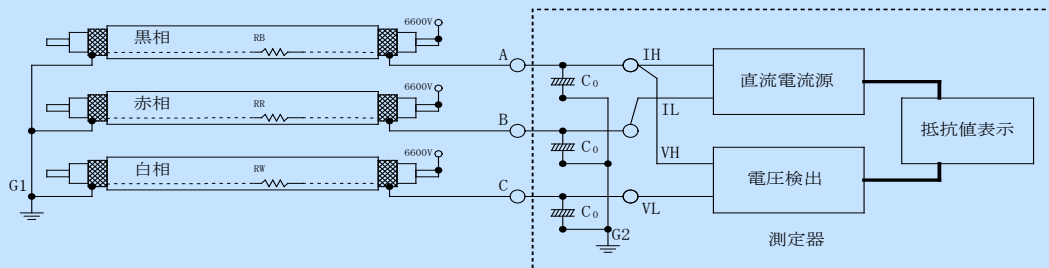 黒相
RB
6600V
赤相
RR
白相
RW
6600V
G1
A
B
C
C₀
C₀
C₀
G2
IH
IL
VH
VL
直流電流源
電圧検出
抵抗値表示
測定器